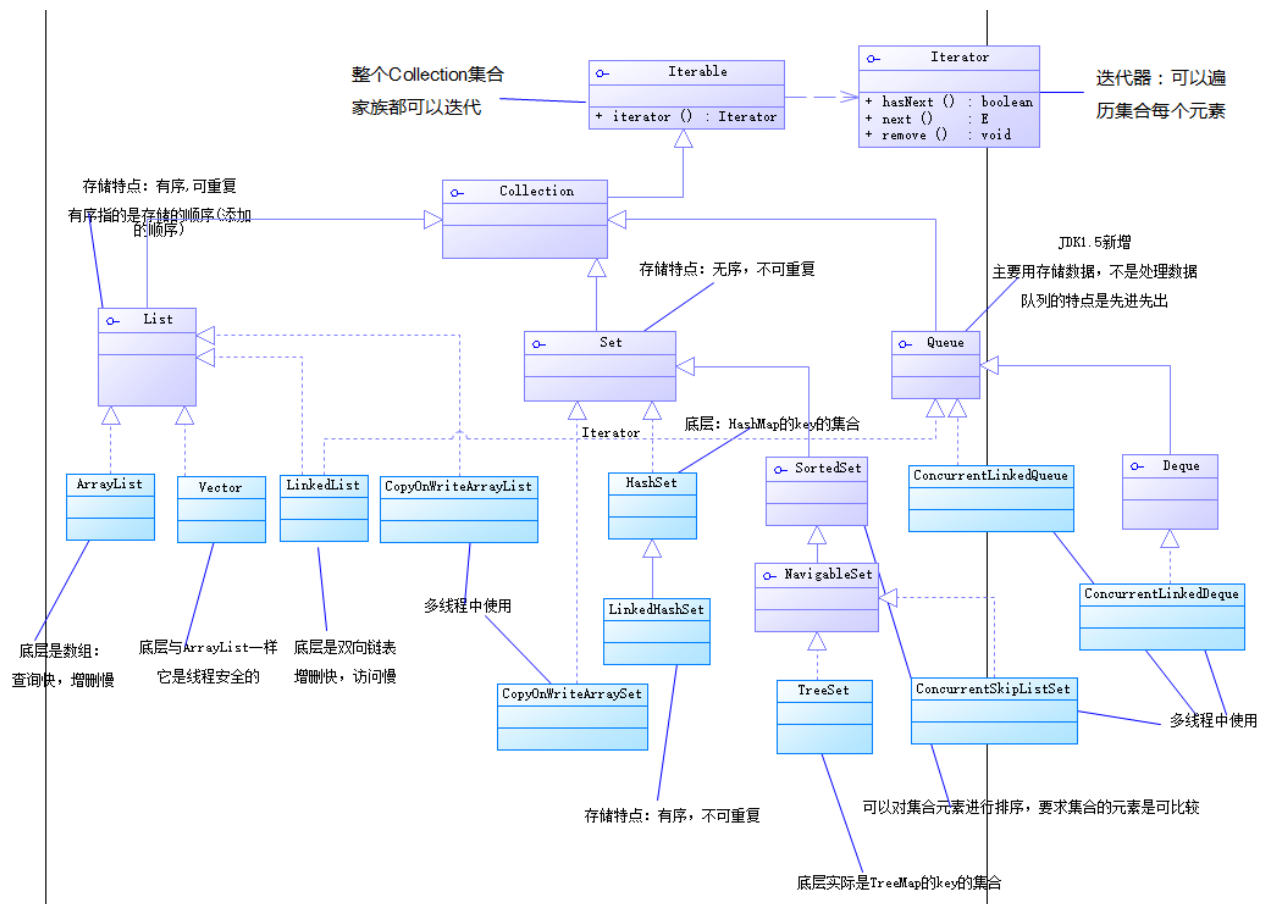 整个Collection集合
家族都可以迭代
Iterable
+ iterator () : Iterator
Iterator
+ hasNext () : boolean
+ next () : E
+ remove () : void
迭代器：可以遍
历集合每个元素
存储特点: 有序,可重复
有序指的是存储的顺序(添加
的顺序)
Collection
存储特点: 无序，不可重复
JDK1.5新增
主要用存储数据，不是处理数据
队列的特点是先进先出
List
Set
Queue
Iterator
底层: HashMap的key的集合
ArrayList
Vector
LinkedList
CopyOnWriteArrayList
HashSet
SortedSet
ConcurrentLinkedQueue
Deque
NavigableSet
多线程中使用
LinkedHashSet
ConcurrentLinkedDeque
底层是数组:
查询快，增删慢
底层与ArrayList一样
它是线程安全的
底层是双向链表
增删快，访问慢
CopyOnWriteArraySet
TreeSet
ConcurrentSkipListSet
多线程中使用
存储特点: 有序，不可重复
可以对集合元素进行排序，要求集合的元素是可比较
底层实际是TreeMap的key的集合